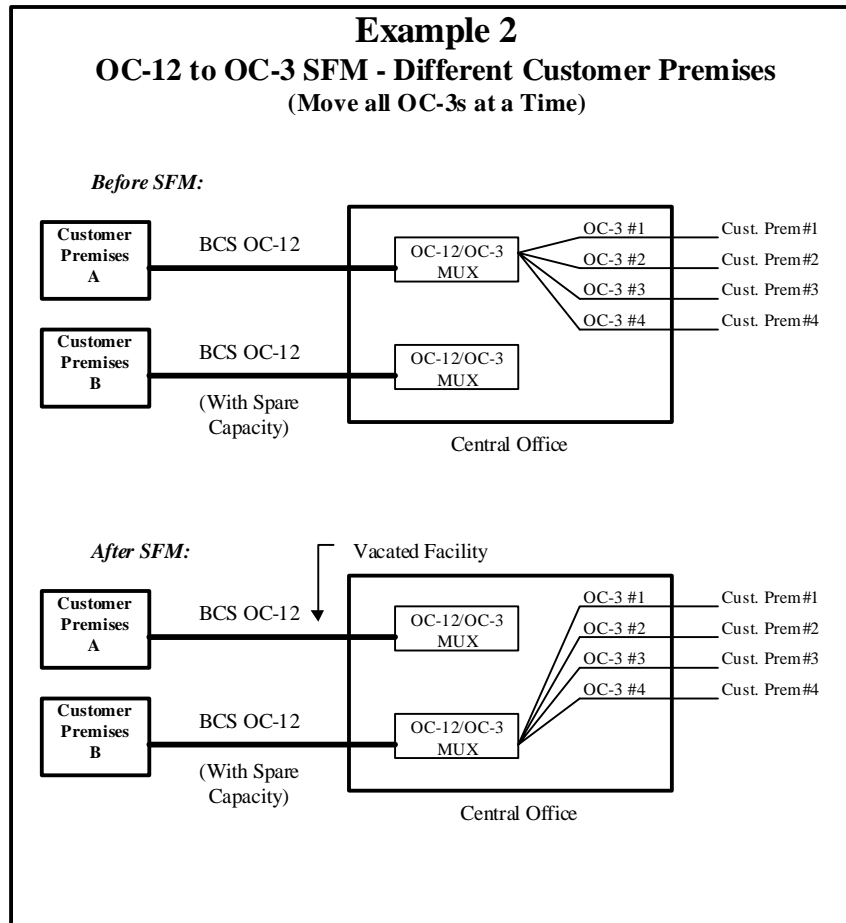 Example 2
OC-12 to OC-3 SFM - Different Customer Premises
(Move all OC-3s at a Time)
Before SFM:
Customer
Premises
A
BCS OC-12
OC-12/OC-3
MUX
OC-3 #1
Cust. Prem#1
OC-3 #2
Cust. Prem#2
OC-3 #3
Cust. Prem#3
OC-3 #4
Cust. Prem#4
Customer
Premises
B
BCS OC-12
(With Spare
Capacity)
OC-12/OC-3
MUX
Central Office
After SFM:
Vacated Facility
Customer
Premises
A
BCS OC-12
OC-12/OC-3
MUX
OC-3 #1
Cust. Prem#1
OC-3 #2
Cust. Prem#2
OC-3 #3
Cust. Prem#3
OC-3 #4
Cust. Prem#4
Customer
Premises
B
BCS OC-12
(With Spare
Capacity)
OC-12/OC-3
MUX
Central Office